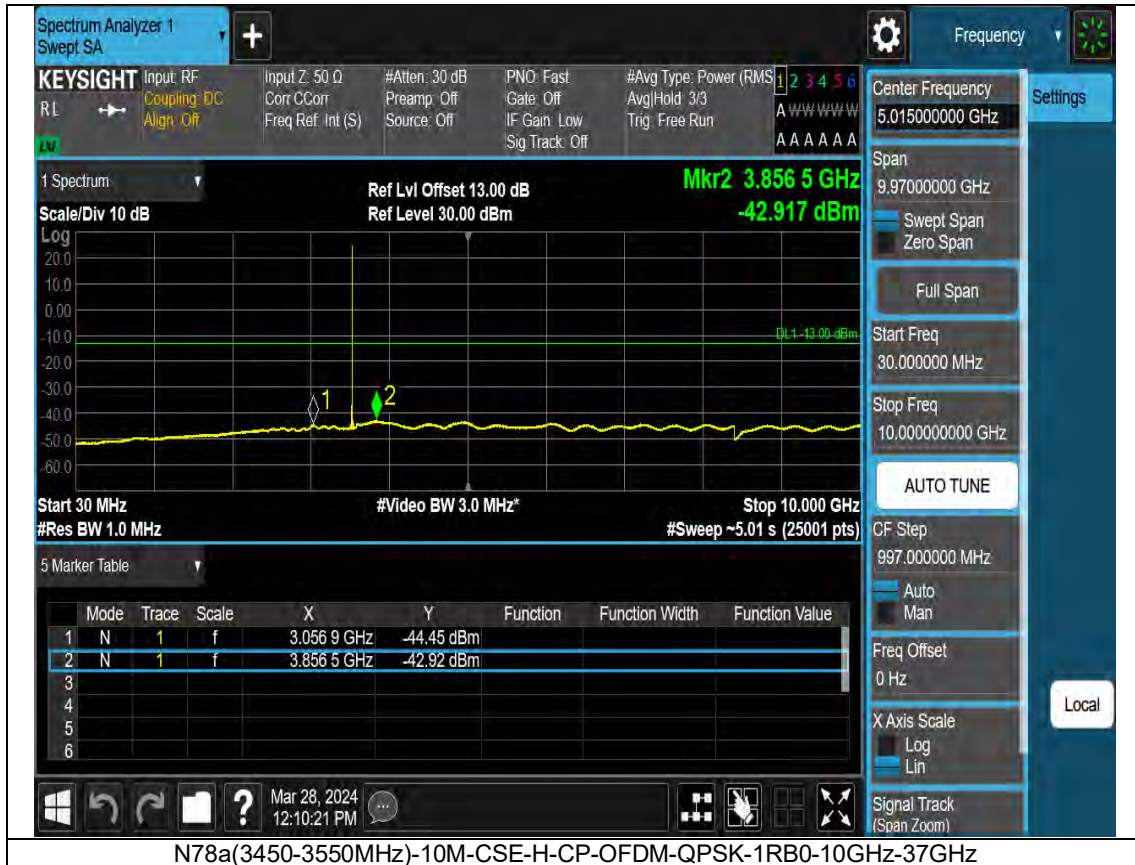 Spectrum Analyzer 1
Swept SA
+
Frequency
KEYSIGHT
RL
LXI
Input: RF
Coupling: DC
Align: Off
Input Z: 50 Ω
Corr CCorr
Freq Ref: Int (S)
#Atten: 30 dB
Preamp: Off
Source: Off
PNO: Fast
Gate: Off
IF Gain: Low
Sig Track: Off
#Avg Type: Power (RMS
Avg|Hold: 3/3
Trig: Free Run
1 2 3 4 5 6
A W W W W W
A A A A A A
1 Spectrum
Scale/Div 10 dB
Ref Lvl Offset 13.00 dB
Ref Level 30.00 dBm
Mkr2 3.856 5 GHz
-42.917 dBm
Log
20.0
10.0
0.00
-10.0
-20.0
-30.0
-40.0
-50.0
-60.0
DL1 -13.00 dBm
1
2
Start 30 MHz
#Video BW 3.0 MHz*
Stop 10.000 GHz
#Res BW 1.0 MHz
#Sweep ~5.01 s (25001 pts)
5 Marker Table
Mode Trace Scale X Y Function Function Width Function Value
1 N 1 f 3.056 9 GHz -44.45 dBm
2 N 1 f 3.856 5 GHz -42.92 dBm
3
4
5
6
Mar 28, 2024
12:10:21 PM
?
Center Frequency
5.015000000 GHz
Settings
Span
9.97000000 GHz
Swept Span
Zero Span
Full Span
Start Freq
30.000000 MHz
Stop Freq
10.000000000 GHz
AUTO TUNE
CF Step
997.000000 MHz
Auto
Man
Freq Offset
0 Hz
Local
X Axis Scale
Log
Lin
Signal Track
(Span Zoom)
N78a(3450-3550MHz)-10M-CSE-H-CP-OFDM-QPSK-1RB0-10GHz-37GHz